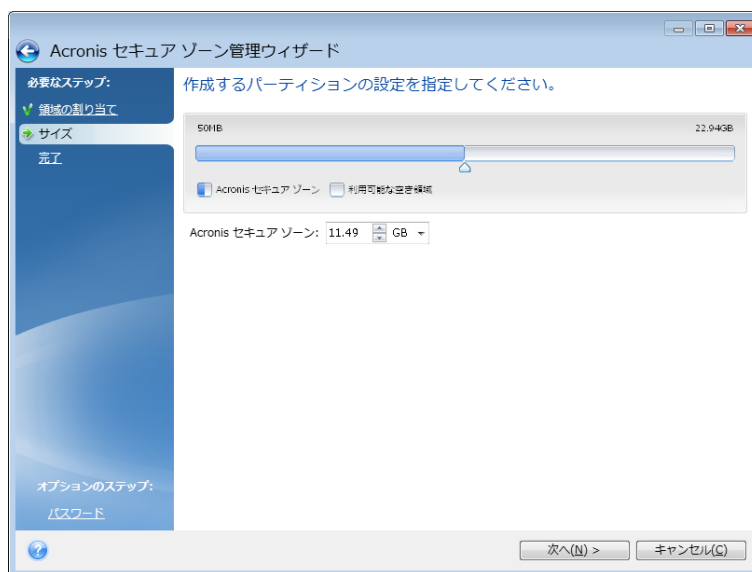 Acronis セキュア ゾーン管理ウィザード
必要なステップ:
領域の割り当て
サイズ
完了
作成するパーティションの設定を指定してください。
50MB 22.94GB
Acronis セキュア ゾーン 利用可能な空き領域
Acronis セキュア ゾーン: 11.49 GB
オプションのステップ:
パスワード
次へ(N) > キャンセル(C)